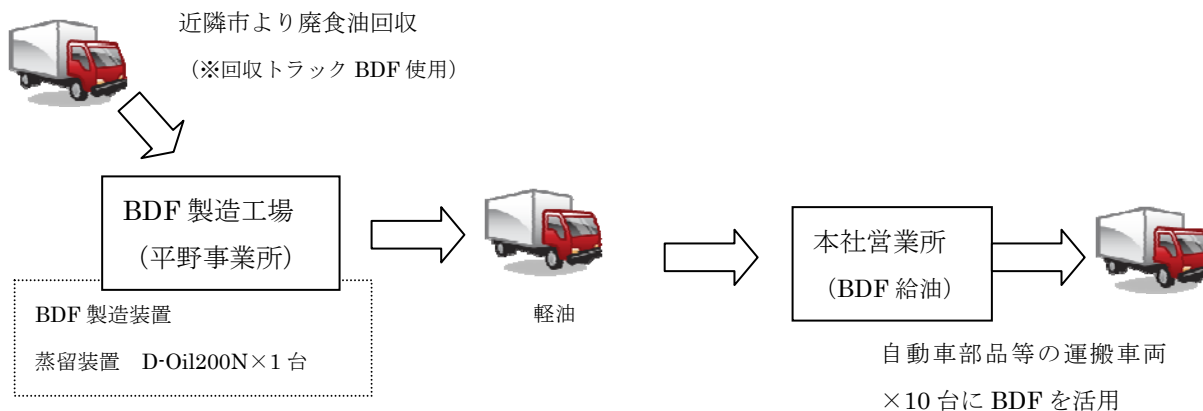 近隣市より廃食油回収
（※回収トラック BDF 使用）
BDF 製造工場
（平野事業所）
BDF 製造装置
蒸留装置　D-Oil200N×1 台
軽油
本社営業所
（BDF 給油）
自動車部品等の運搬車両
×10 台に BDF を活用